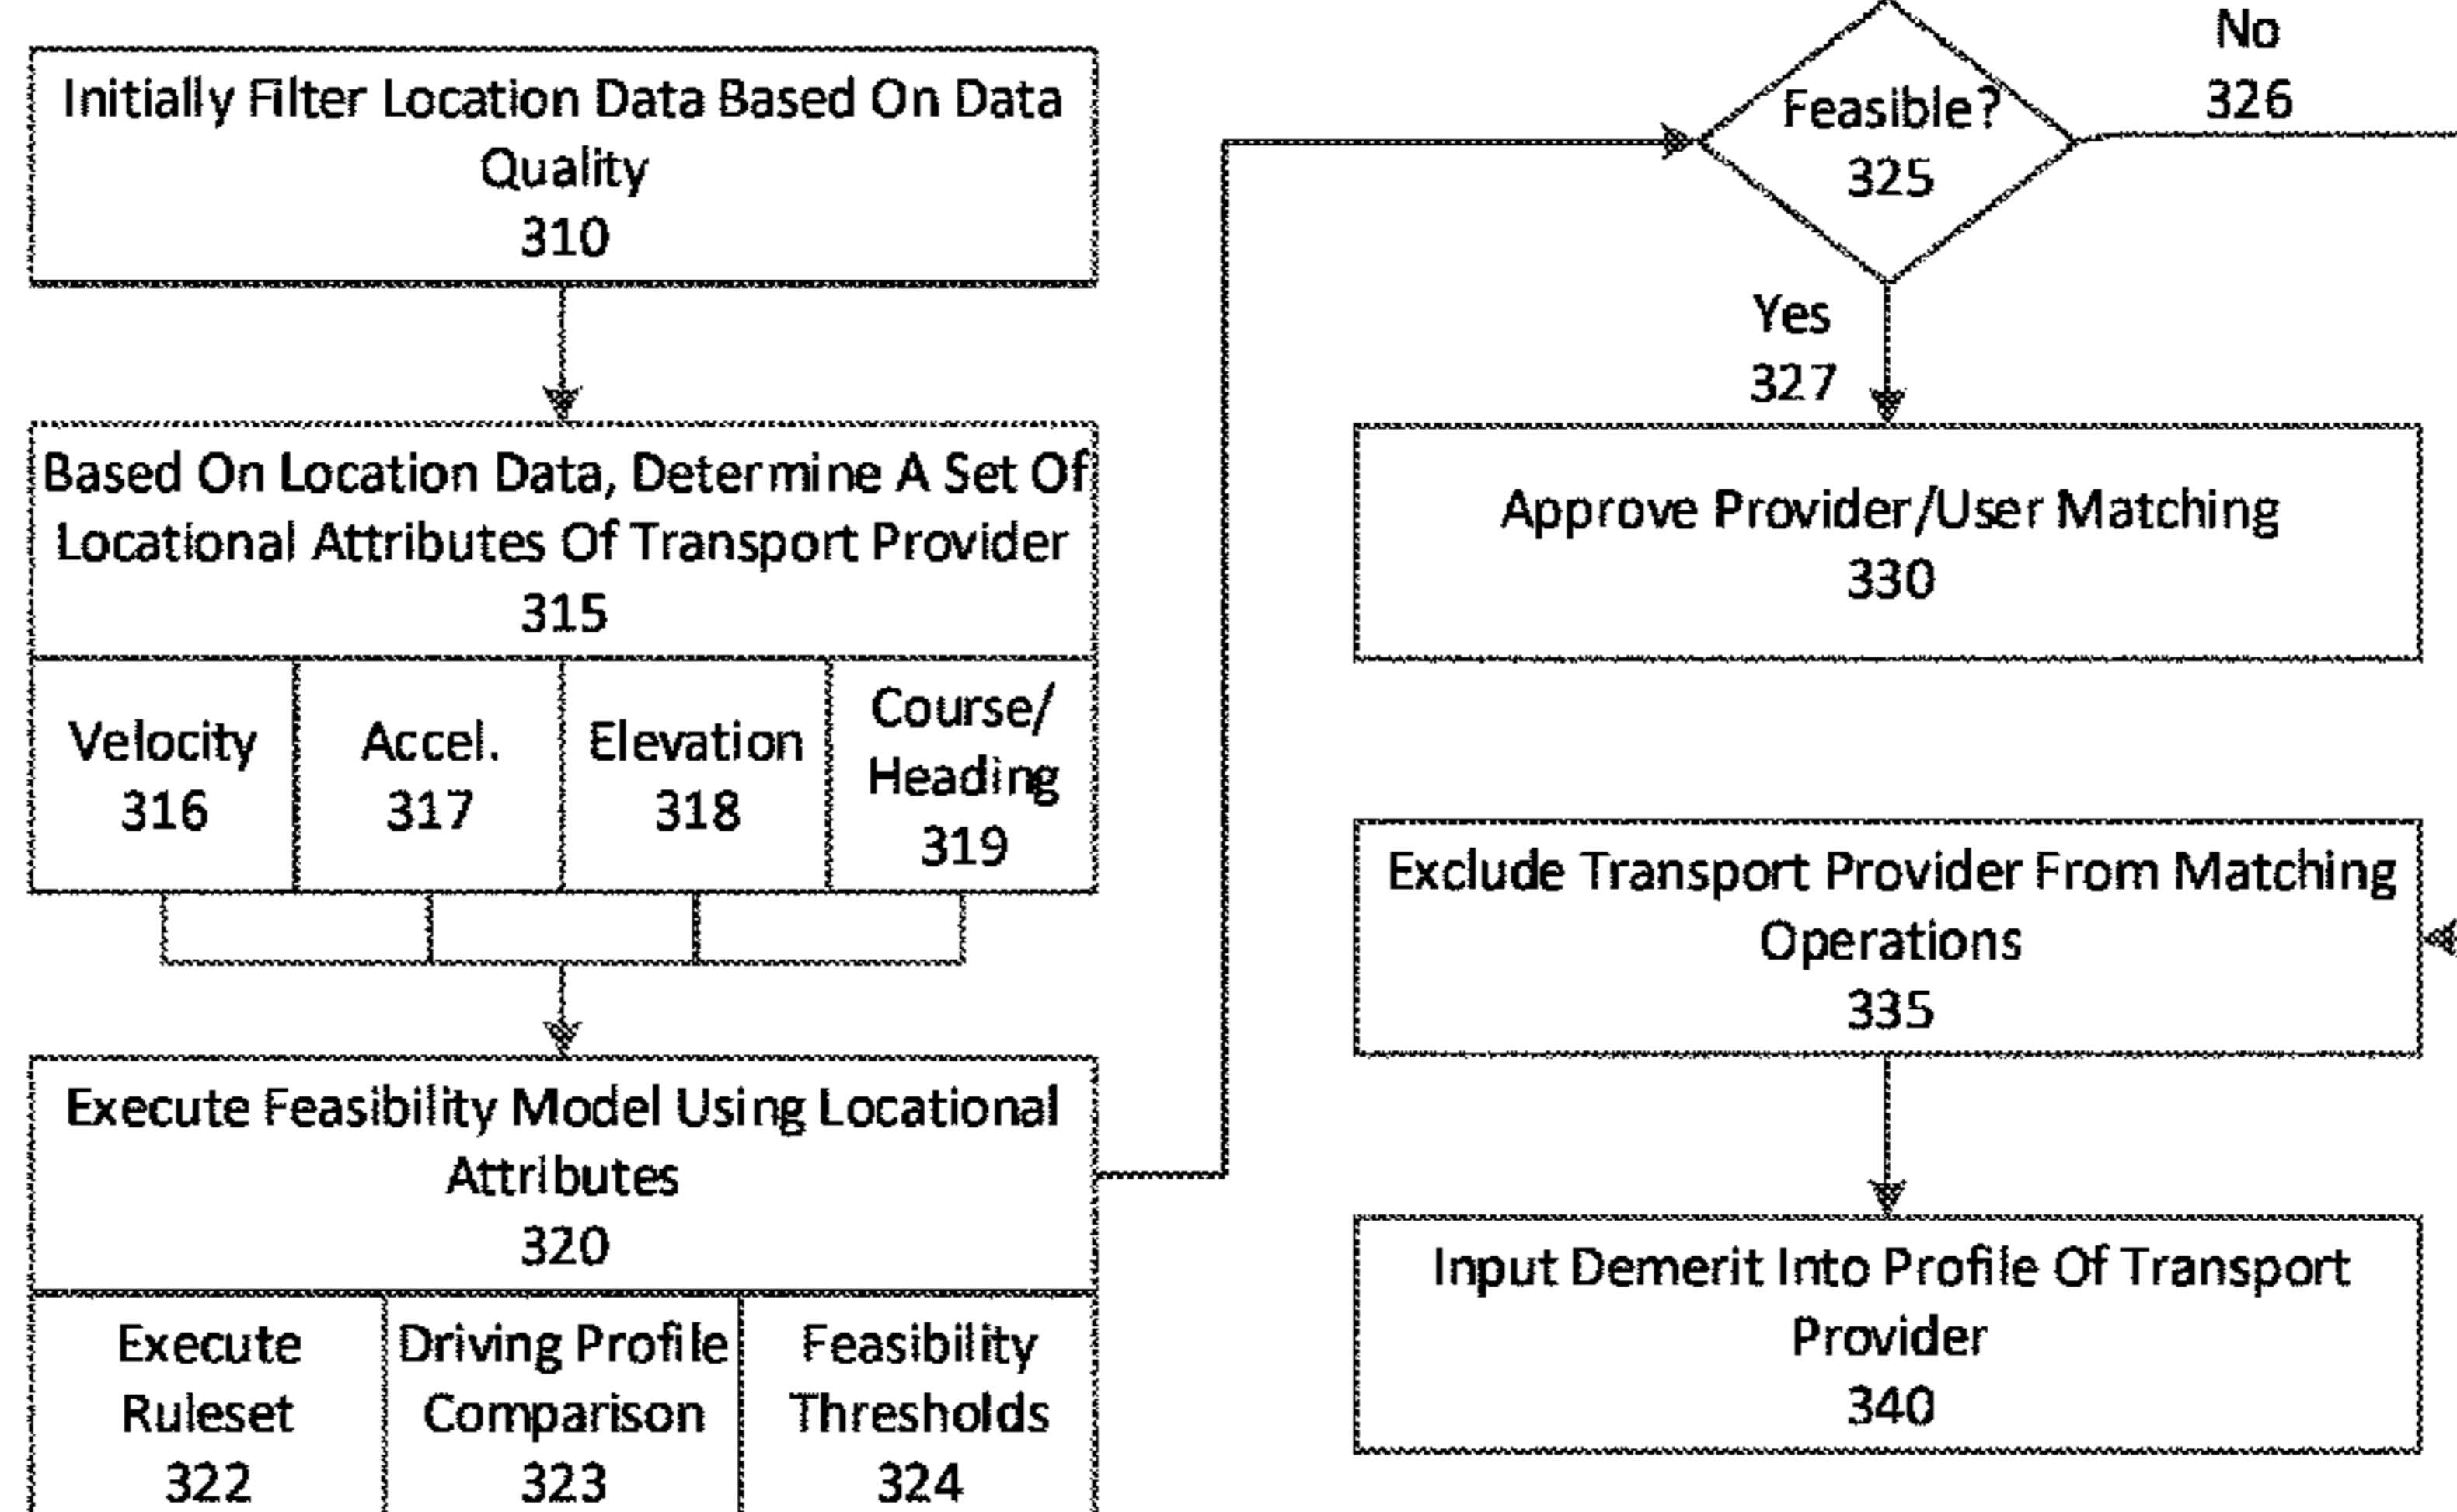 Initially Filter Location Data Based On Data
Quality
310
Based On Location Data, Determine A Set Of
Locational Attributes Of Transport Provider
315
Velocity
316
Accel.
317
Elevation
318
Course/
Heading
319
Execute Feasibility Model Using Locational
Attributes
320
Execute
Ruleset
322
Driving Profile
Comparison
323
Feasibility
Thresholds
324
Feasible?
325
No
326
Yes
327
Approve Provider/User Matching
330
Exclude Transport Provider From Matching
Operations
335
Input Demerit Into Profile Of Transport
Provider
340